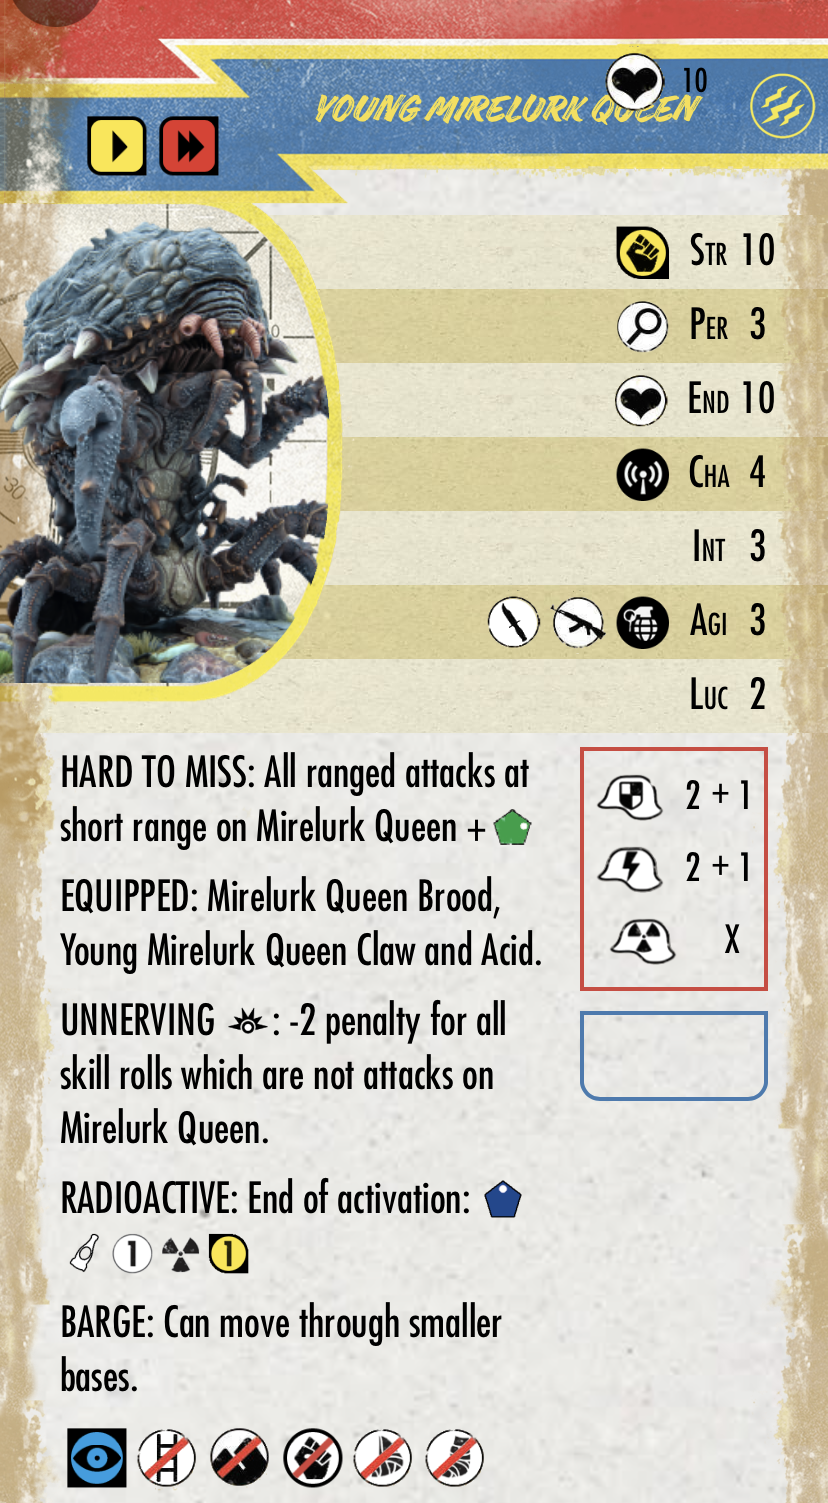 10
YOUNG MIRELURK QUEEN
STR 10
PER 3
END 10
CHA 4
INT 3
AGI 3
LUC 2
HARD TO MISS: All ranged attacks at
short range on Mirelurk Queen +
EQUIPPED: Mirelurk Queen Brood,
Young Mirelurk Queen Claw and Acid.
UNNERVING : -2 penalty for all
skill rolls which are not attacks on
Mirelurk Queen.
RADIOACTIVE: End of activation:
1 1
BARGE: Can move through smaller
bases.
2 + 1
2 + 1
X
0
-30